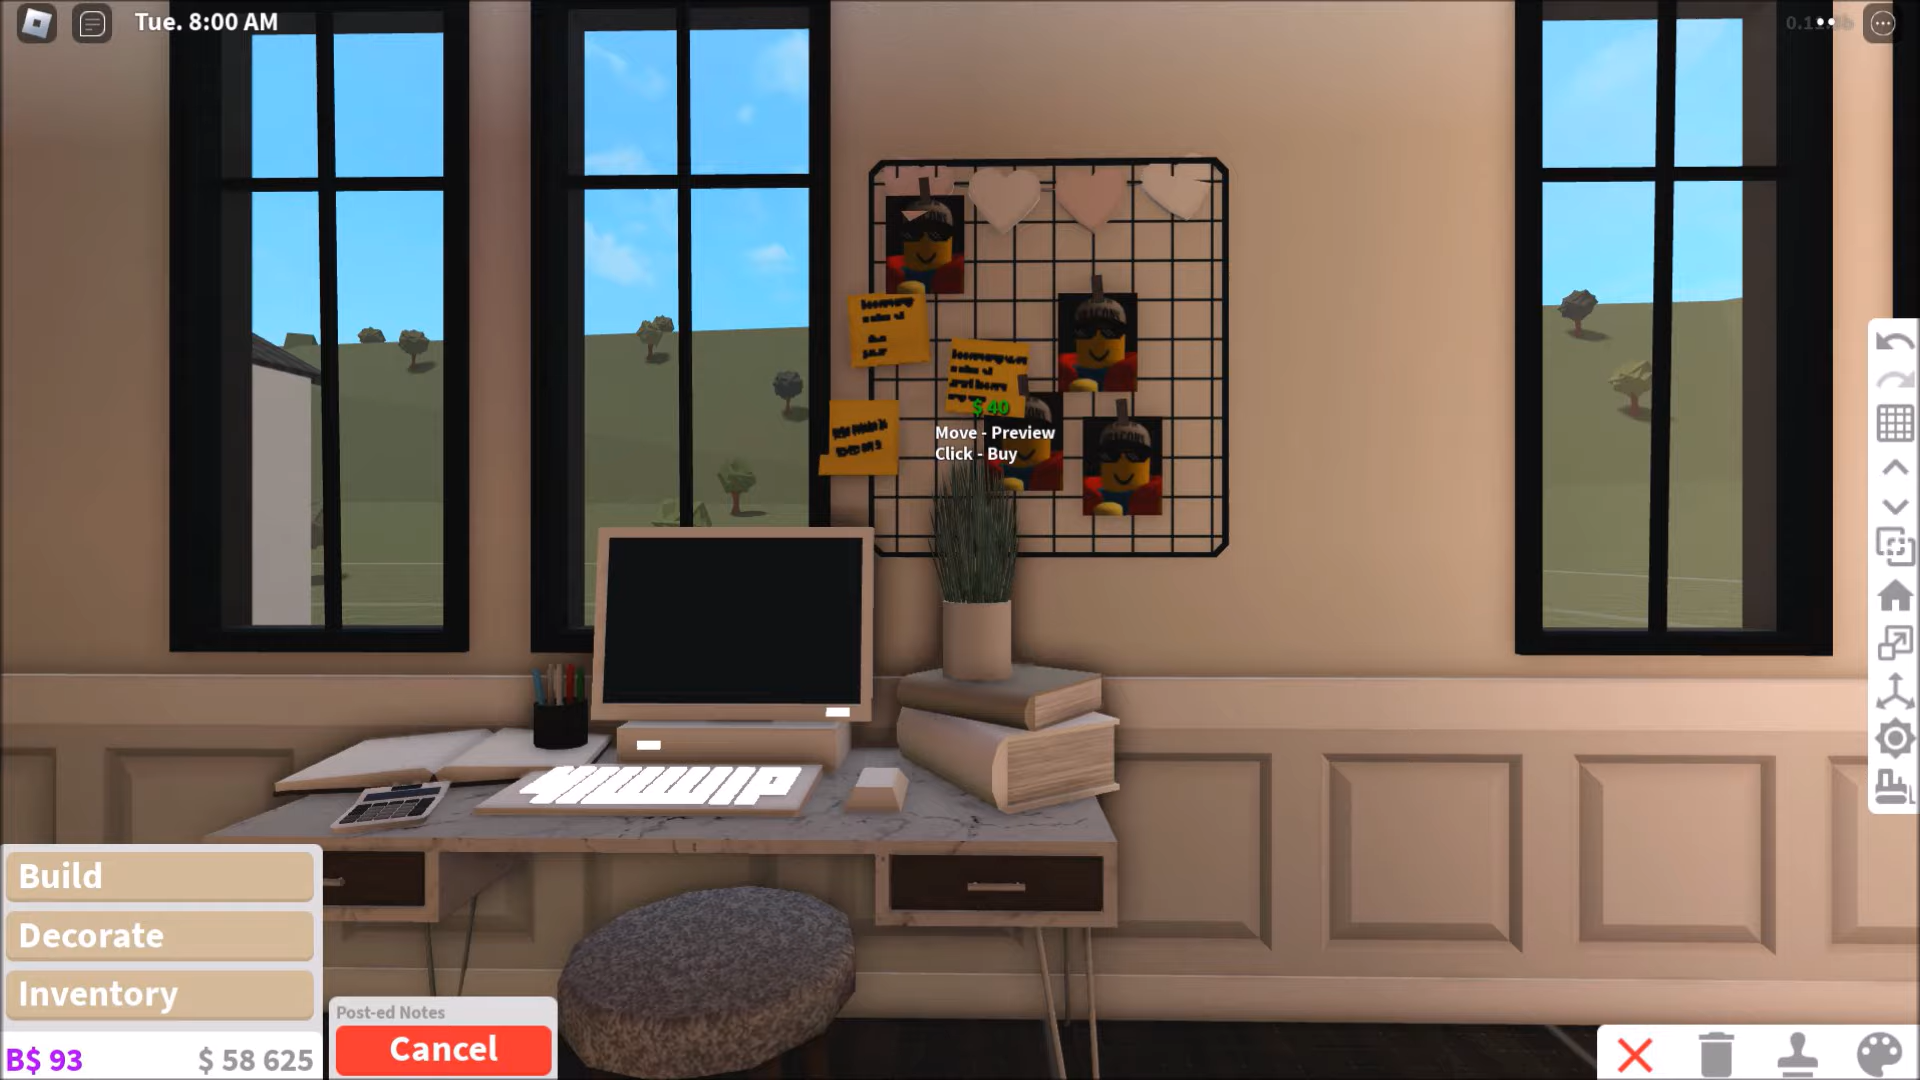 Tue. 8:00 AM
$ 40
Move - Preview
Click - Buy
Build
Decorate
Inventory
Post-ed Notes
Cancel
B$ 93
$ 58 625